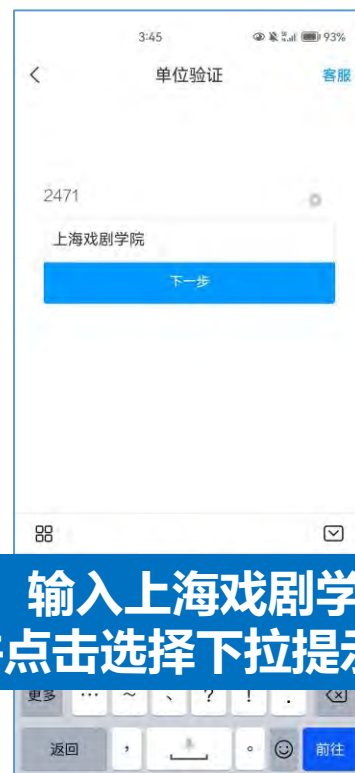 3:45 93%
单位验证 客服
2471
上海戏剧学院
下一步
输入上海戏剧学
点击选择下拉提示
更多 … ~ 、 ? ! .
返回 , 。 前往